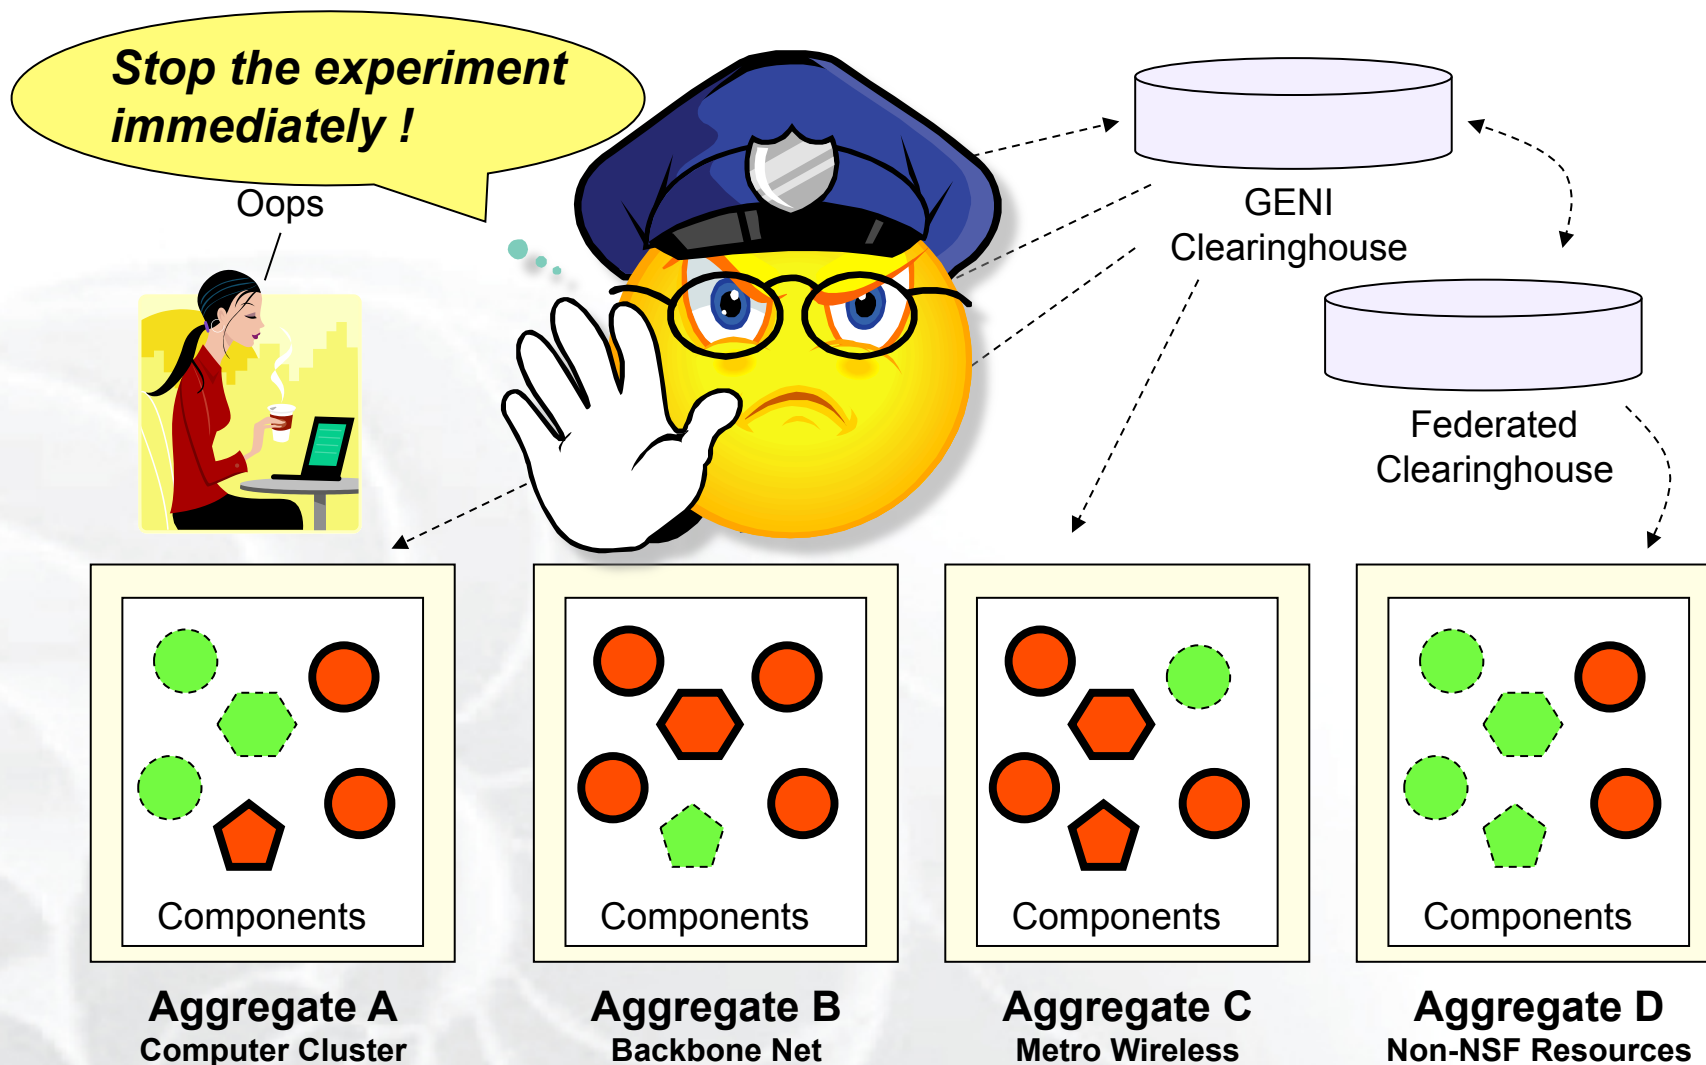 Stop the experiment
immediately !
Oops
GENI
Clearinghouse
Federated
Clearinghouse
Components
Components
Components
Components
Aggregate A
Computer Cluster
Aggregate B
Backbone Net
Aggregate C
Metro Wireless
Aggregate D
Non-NSF Resources